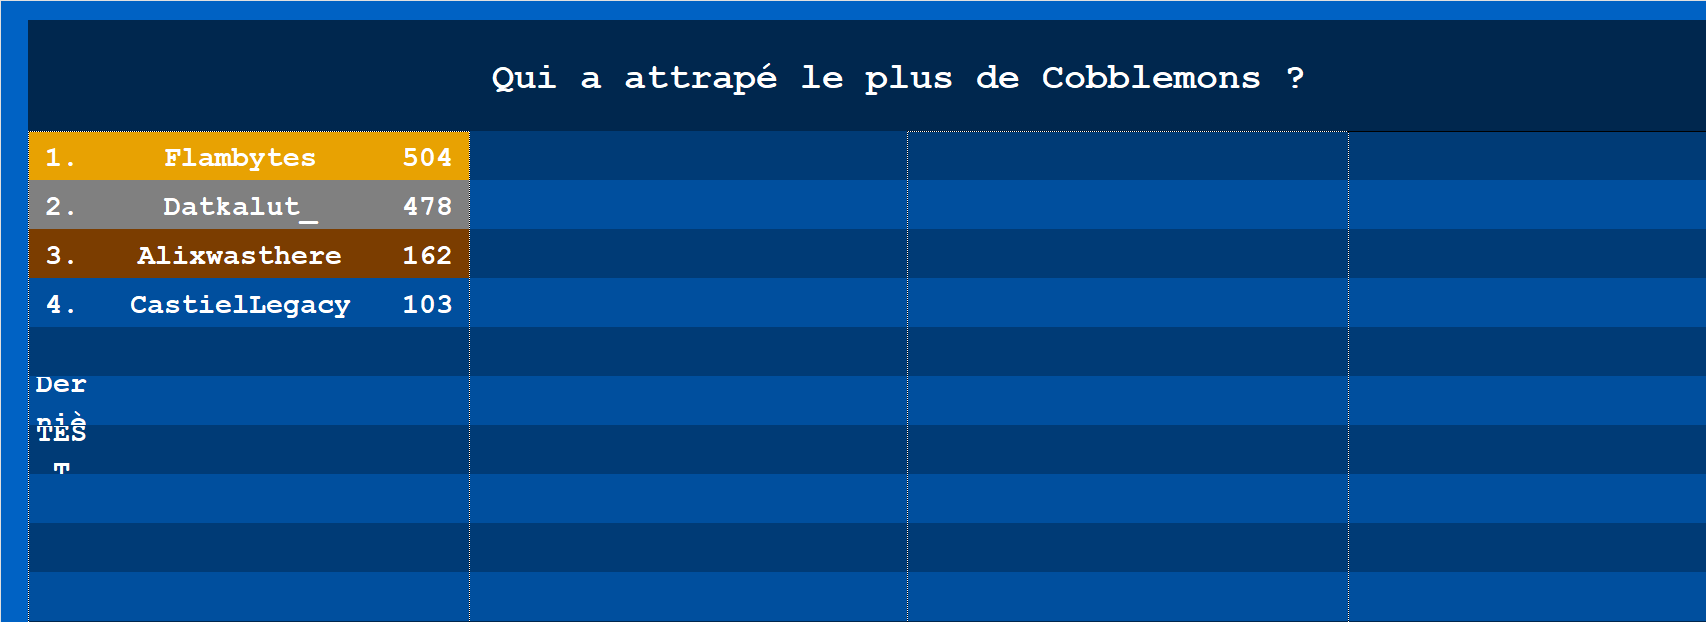 Qui a attrapé le plus de Cobblemons ?
1. Flambytes 504
2. Datkalut_ 478
3. Alixwasthere 162
4. CastielLegacy 103
Der
niè
TES
T